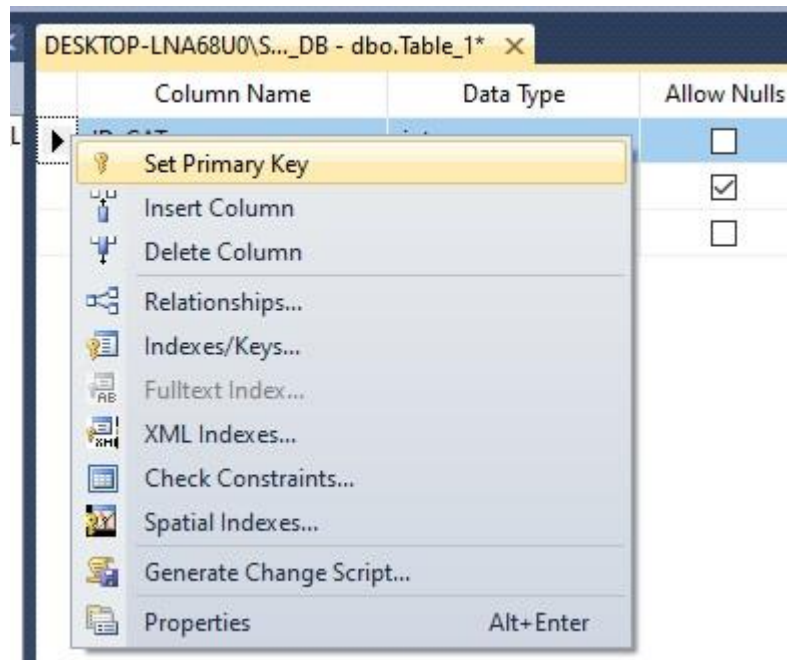 DESKTOP-LNA68U0\S..._DB - dbo.Table_1*
Column Name Data Type Allow Nulls
L
Set Primary Key
Insert Column
Delete Column
Relationships...
Indexes/Keys...
Fulltext Index...
XML Indexes...
Check Constraints...
Spatial Indexes...
Generate Change Script...
Properties Alt+Enter